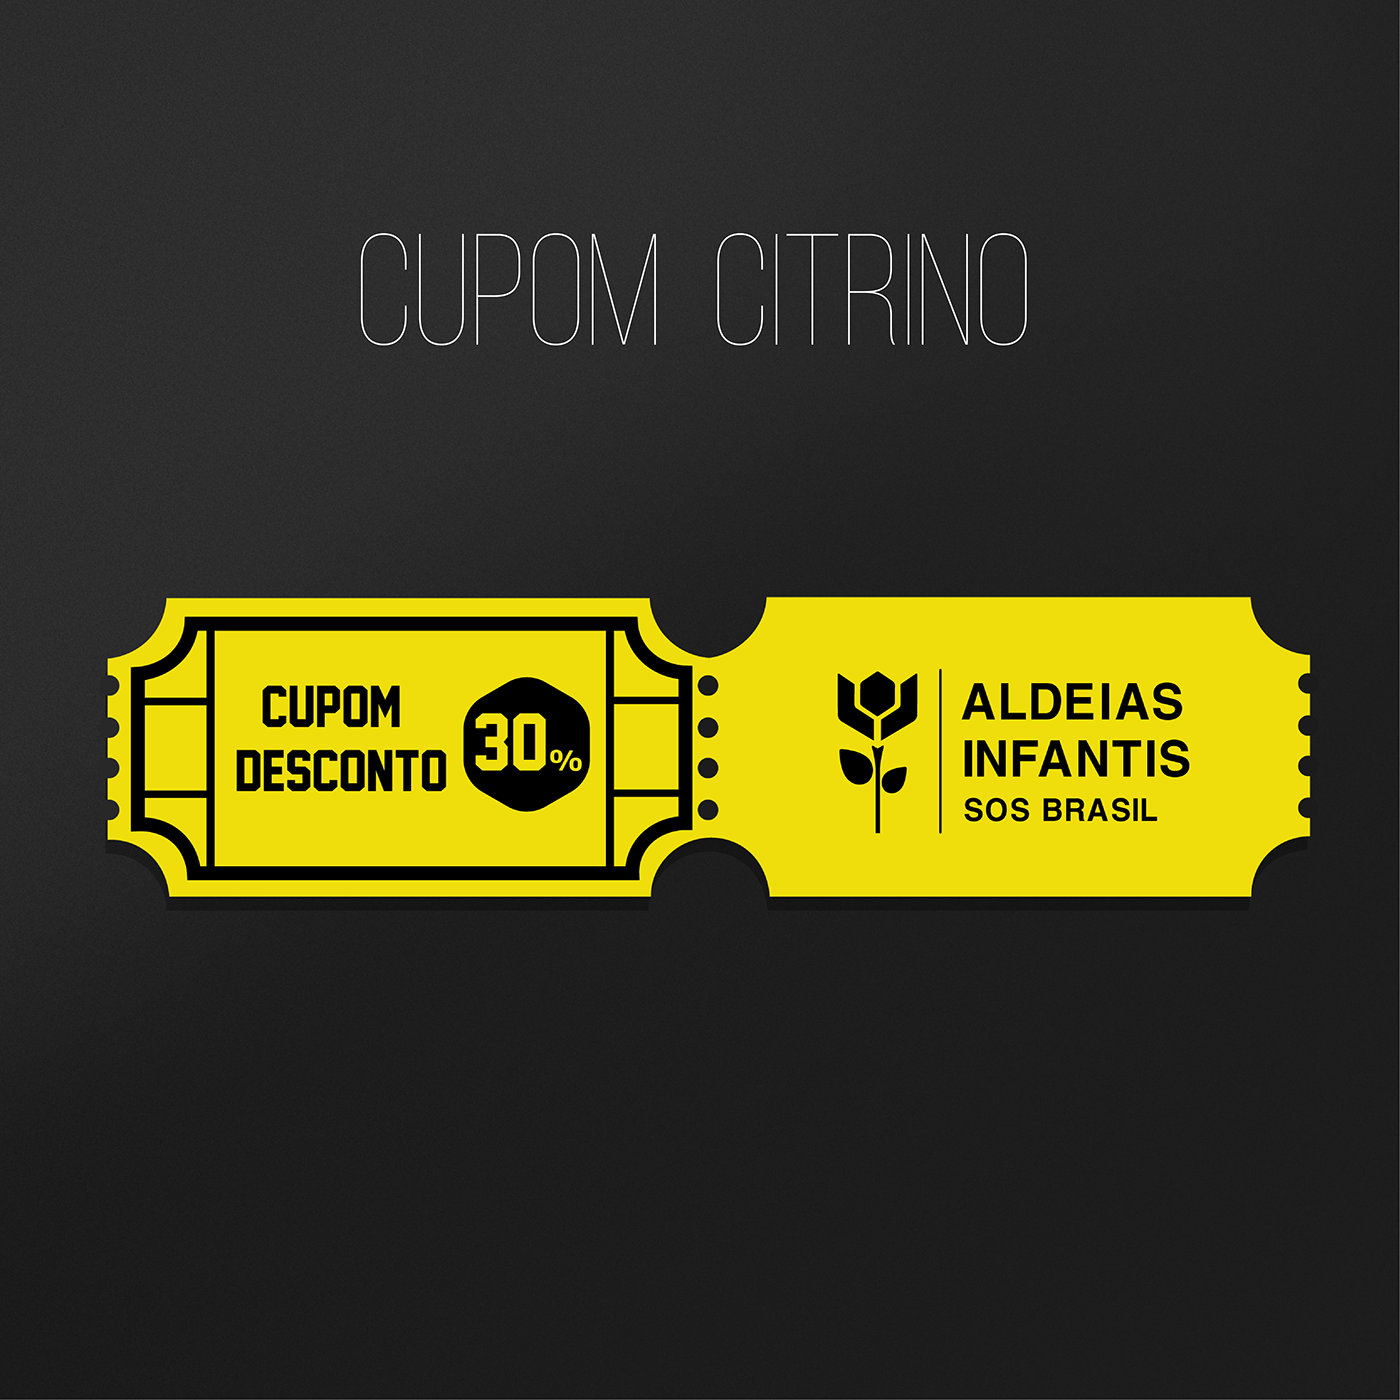 CUPOM CITRINO
CUPOM
DESCONTO
30%
ALDEIAS
INFANTIS
SOS BRASIL